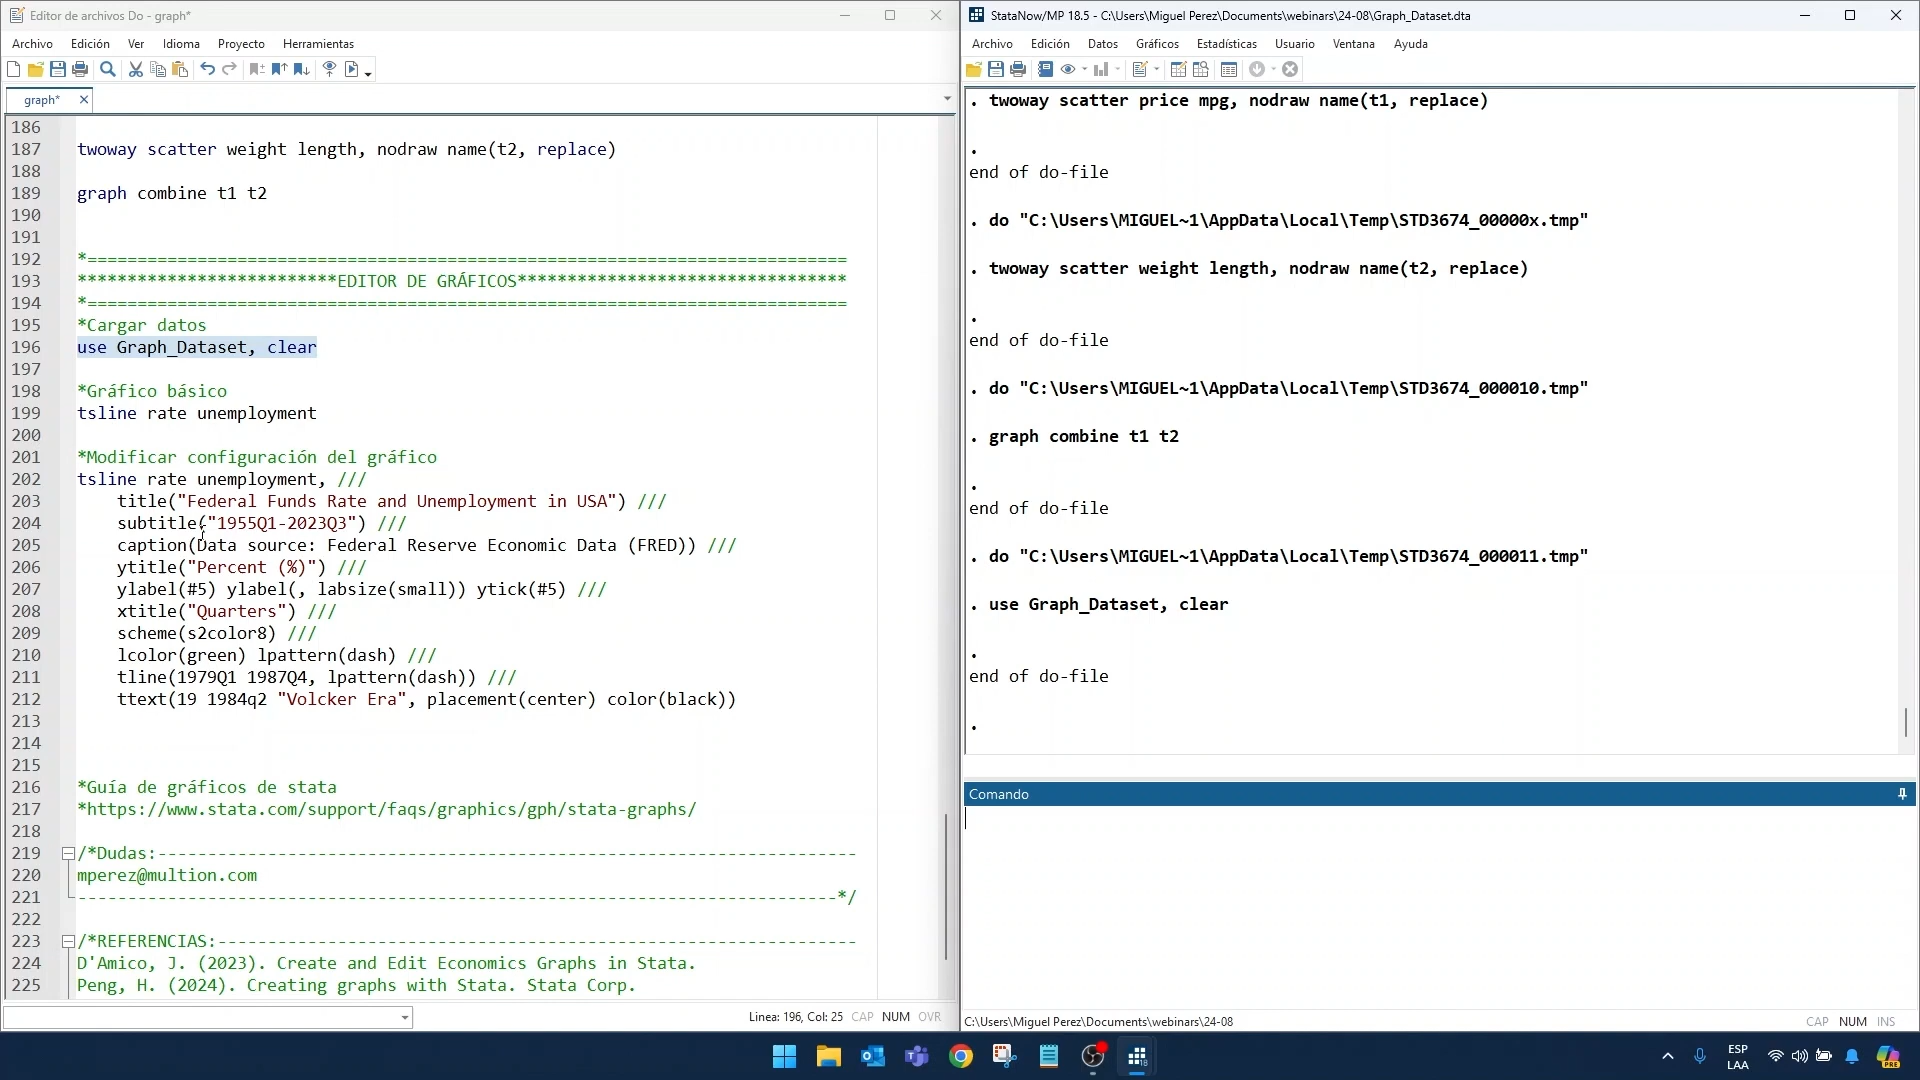 Editor de archivos Do - graph*
Archivo Edición Ver Idioma Proyecto Herramientas
graph*
186
187 twoway scatter weight length, nodraw name(t2, replace)
188
189 graph combine t1 t2
190
191
192 *============================================================================
193 **************************EDITOR DE GRÁFICOS*********************************
194 *============================================================================
195 *Cargar datos
196 use Graph_Dataset, clear
197
198 *Gráfico básico
199 tsline rate unemployment
200
201 *Modificar configuración del gráfico
202 tsline rate unemployment, ///
203 title("Federal Funds Rate and Unemployment in USA") ///
204 subtitle("1955Q1-2023Q3") ///
205 caption(Data source: Federal Reserve Economic Data (FRED)) ///
206 ytitle("Percent (%)") ///
207 ylabel(#5) ylabel(, labsize(small)) ytick(#5) ///
208 xtitle("Quarters") ///
209 scheme(s2color8) ///
210 lcolor(green) lpattern(dash) ///
211 tline(1979Q1 1987Q4, lpattern(dash)) ///
212 ttext(19 1984q2 "Volcker Era", placement(center) color(black))
213
214
215
216 *Guía de gráficos de stata
217 *https://www.stata.com/support/faqs/graphics/gph/stata-graphs/
218
219 /*Dudas:----------------------------------------------------------------------
220 mperez@multion.com
221 ----------------------------------------------------------------------------*/
222
223 /*REFERENCIAS:----------------------------------------------------------------
224 D'Amico, J. (2023). Create and Edit Economics Graphs in Stata.
225 Peng, H. (2024). Creating graphs with Stata. Stata Corp.
Linea: 196, Col: 25 CAP NUM OVR
StataNow/MP 18.5 - C:\Users\Miguel Perez\Documents\webinars\24-08\Graph_Dataset.dta
Archivo Edición Datos Gráficos Estadísticas Usuario Ventana Ayuda
. twoway scatter price mpg, nodraw name(t1, replace)
.
end of do-file
. do "C:\Users\MIGUEL~1\AppData\Local\Temp\STD3674_00000x.tmp"
. twoway scatter weight length, nodraw name(t2, replace)
.
end of do-file
. do "C:\Users\MIGUEL~1\AppData\Local\Temp\STD3674_000010.tmp"
. graph combine t1 t2
.
end of do-file
. do "C:\Users\MIGUEL~1\AppData\Local\Temp\STD3674_000011.tmp"
. use Graph_Dataset, clear
.
end of do-file
.
Comando
C:\Users\Miguel Perez\Documents\webinars\24-08
CAP NUM INS
ESP
LAA
PRE